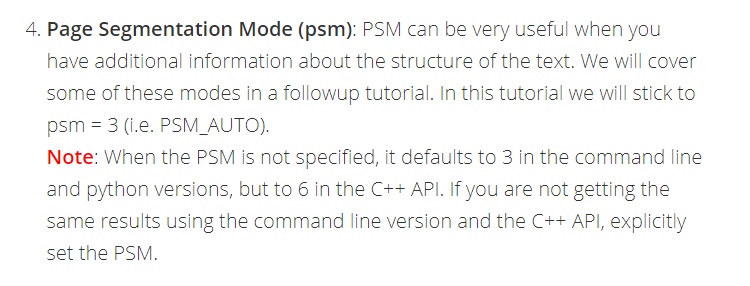 4. Page Segmentation Mode (psm): PSM can be very useful when you
have additional information about the structure of the text. We will cover
some of these modes in a followup tutorial. In this tutorial we will stick to
psm = 3 (i.e. PSM_AUTO).
Note: When the PSM is not specified, it defaults to 3 in the command line
and python versions, but to 6 in the C++ API. If you are not getting the
same results using the command line version and the C++ API, explicitly
set the PSM.